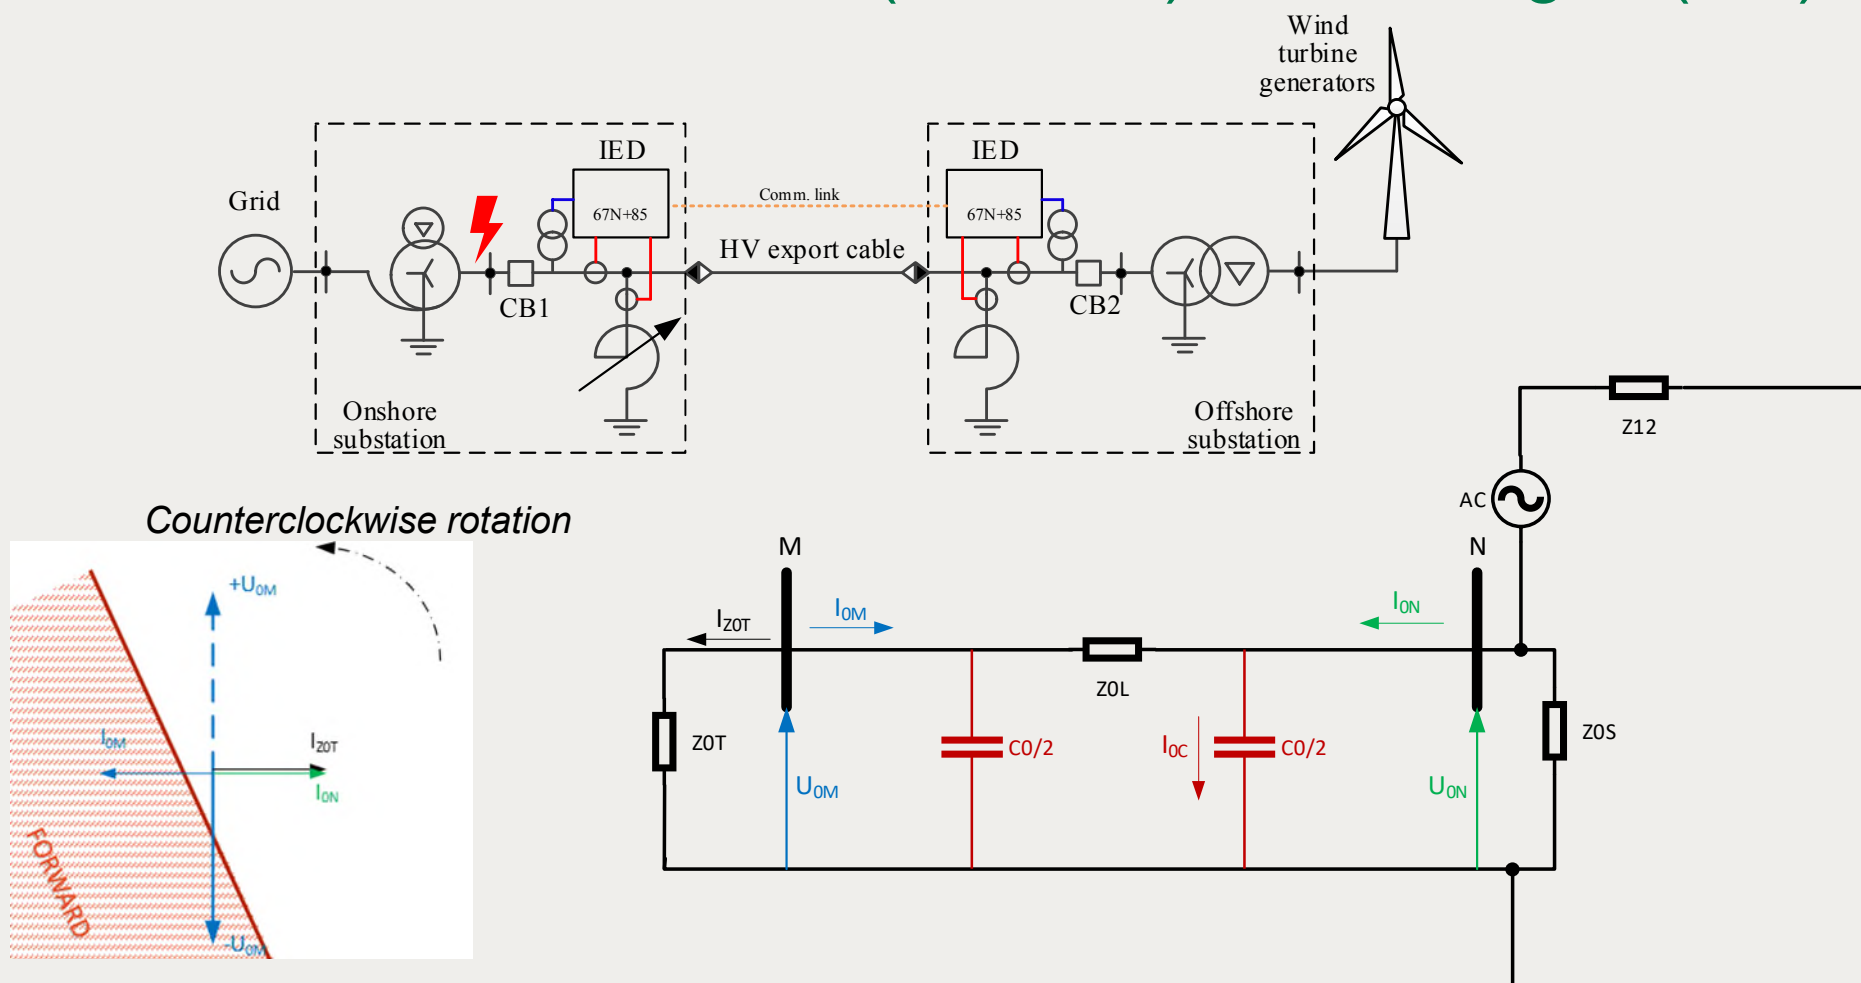 Wind
turbine
generators
IED
IED
Grid
Comm. link
67N+85
67N+85
HV export cable
CB1
CB2
Onshore
substation
Offshore
substation
Z12
AC
Counterclockwise rotation
M
N
+U0M
IZ0T
I0M
I0N
Z0L
I0M
IZ0T
I0N
Z0T
C0/2
I0C
C0/2
Z0S
U0M
U0N
FORWARD
-U0M